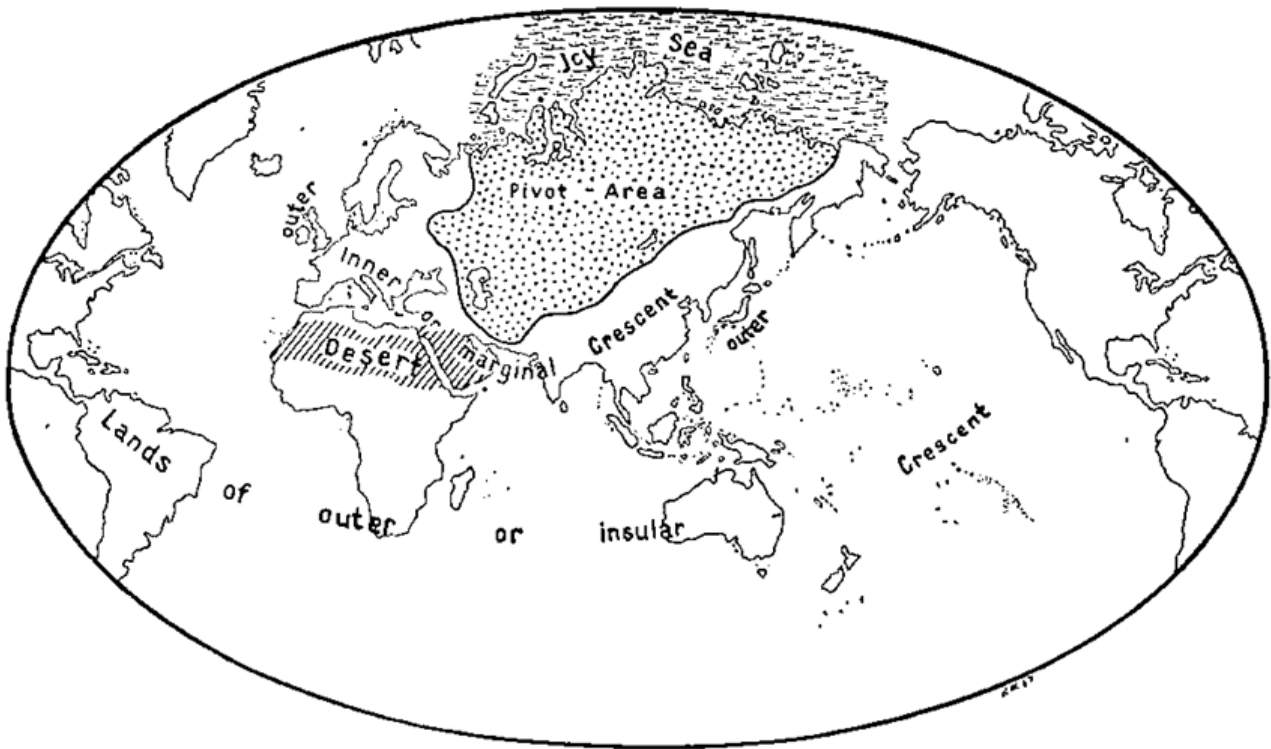 Icy Sea
Pivot - Area
outer
Inner or marginal Crescent
outer
Desert
Crescent
Lands of outer or insular